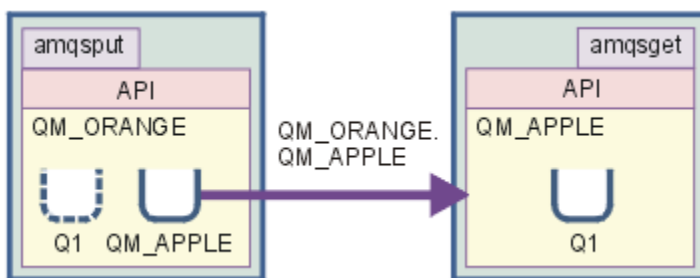 amqsput
API
QM_ORANGE
Q1 QM_APPLE
QM_ORANGE.
QM_APPLE
amqsget
API
QM_APPLE
Q1